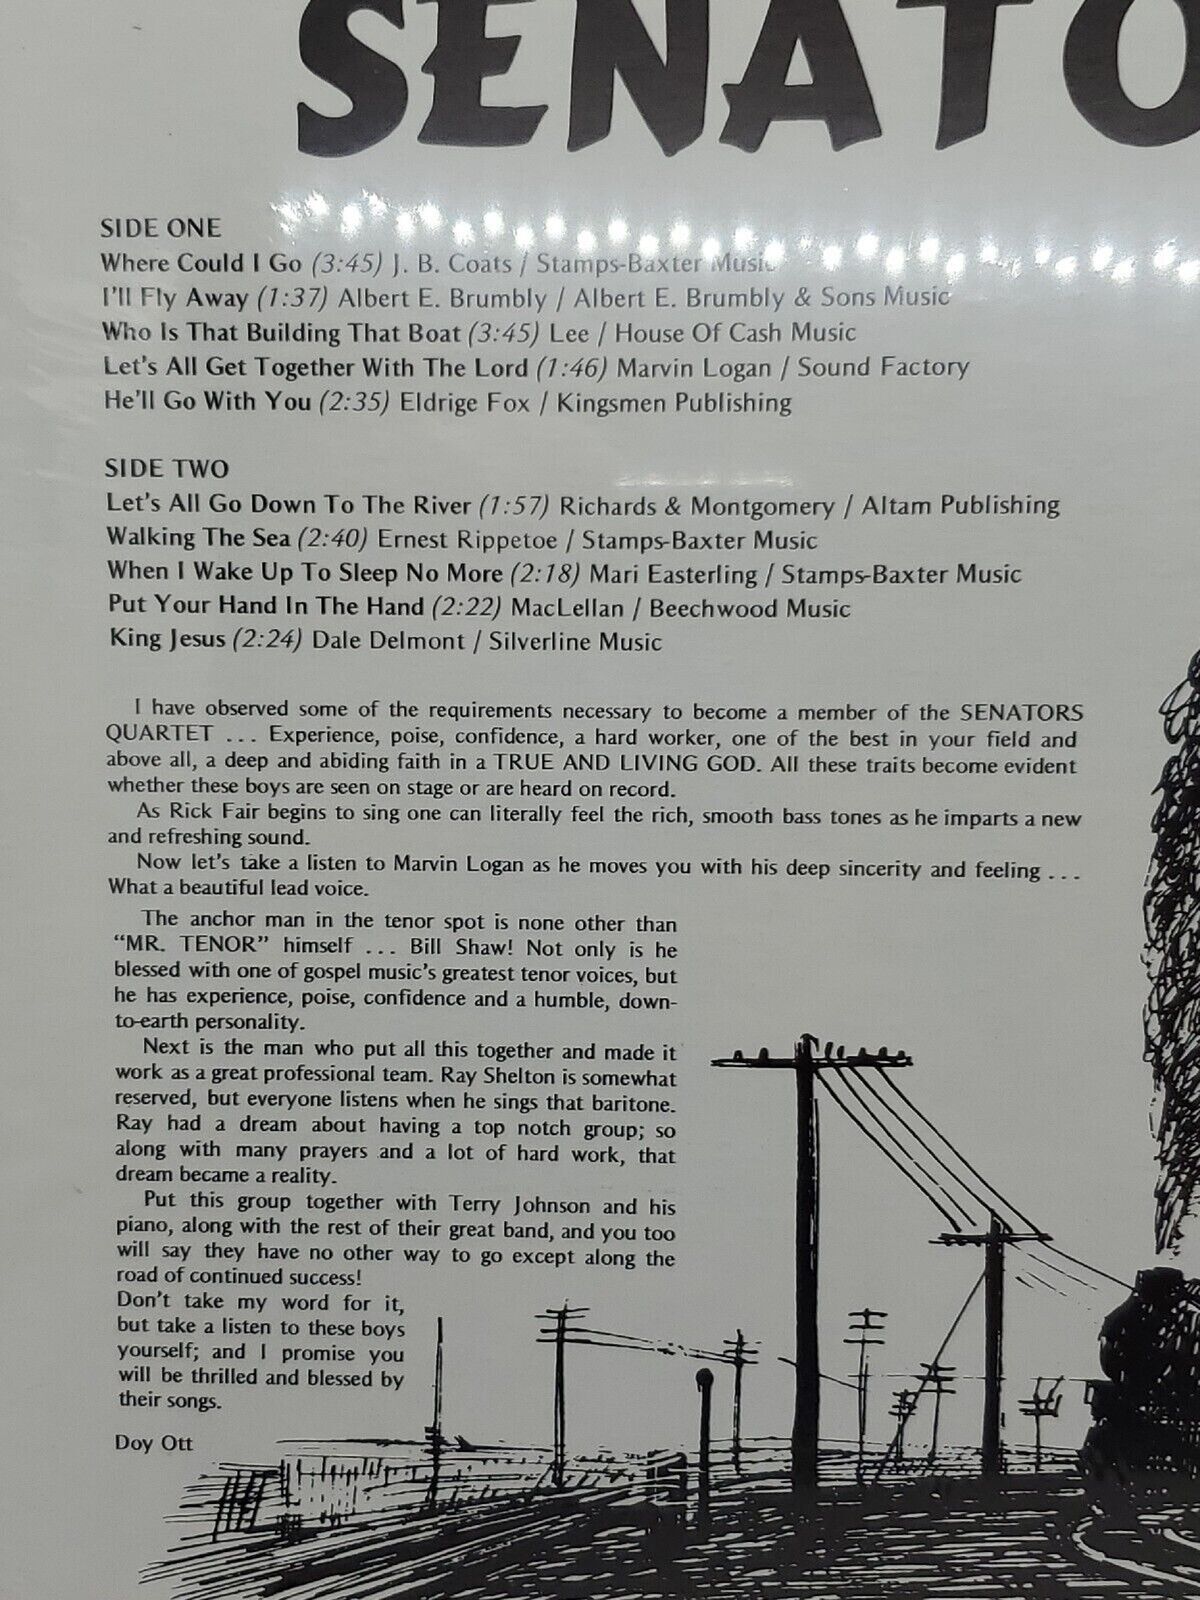 SENATO
SIDE ONE
Where Could I Go (3:45) J. B. Coats / Stamps-Baxter Music
I'll Fly Away (1:37) Albert E. Brumbly / Albert E. Brumbly & Sons Music
Who Is That Building That Boat (3:45) Lee / House Of Cash Music
Let's All Get Together With The Lord (1:46) Marvin Logan / Sound Factory
He'll Go With You (2:35) Eldrige Fox / Kingsmen Publishing
SIDE TWO
Let's All Go Down To The River (1:57) Richards & Montgomery / Altam Publishing
Walking The Sea (2:40) Ernest Rippetoe / Stamps-Baxter Music
When I Wake Up To Sleep No More (2:18) Mari Easterling / Stamps-Baxter Music
Put Your Hand In The Hand (2:22) MacLellan / Beechwood Music
King Jesus (2:24) Dale Delmont / Silverline Music
I have observed some of the requirements necessary to become a member of the SENATORS
QUARTET ... Experience, poise, confidence, a hard worker, one of the best in your field and
above all, a deep and abiding faith in a TRUE AND LIVING GOD. All these traits become evident
whether these boys are seen on stage or are heard on record.
As Rick Fair begins to sing one can literally feel the rich, smooth bass tones as he imparts a new
and refreshing sound.
Now let's take a listen to Marvin Logan as he moves you with his deep sincerity and feeling ...
What a beautiful lead voice.
The anchor man in the tenor spot is none other than
"MR. TENOR" himself ... Bill Shaw! Not only is he
blessed with one of gospel music's greatest tenor voices, but
he has experience, poise, confidence and a humble, down-
to-earth personality.
Next is the man who put all this together and made it
work as a great professional team. Ray Shelton is somewhat
reserved, but everyone listens when he sings that baritone.
Ray had a dream about having a top notch group; so
along with many prayers and a lot of hard work, that
dream became a reality.
Put this group together with Terry Johnson and his
piano, along with the rest of their great band, and you too
will say they have no other way to go except along the
road of continued success!
Don't take my word for it,
but take a listen to these boys
yourself; and I promise you
will be thrilled and blessed by
their songs.
Doy Ott